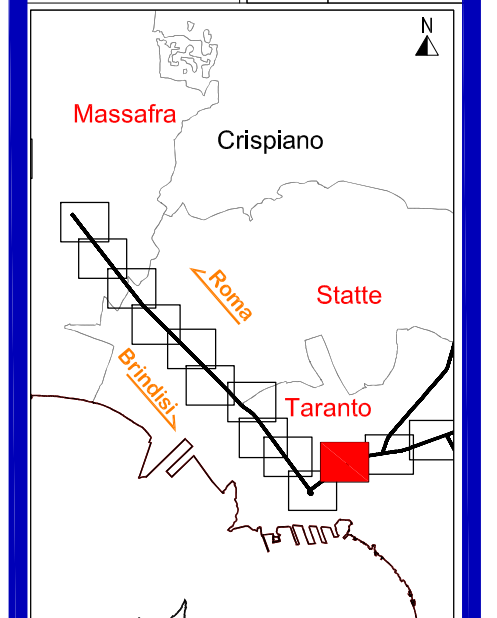 N
Massafra
Crispiano
Roma
Statte
Brindisi
Taranto